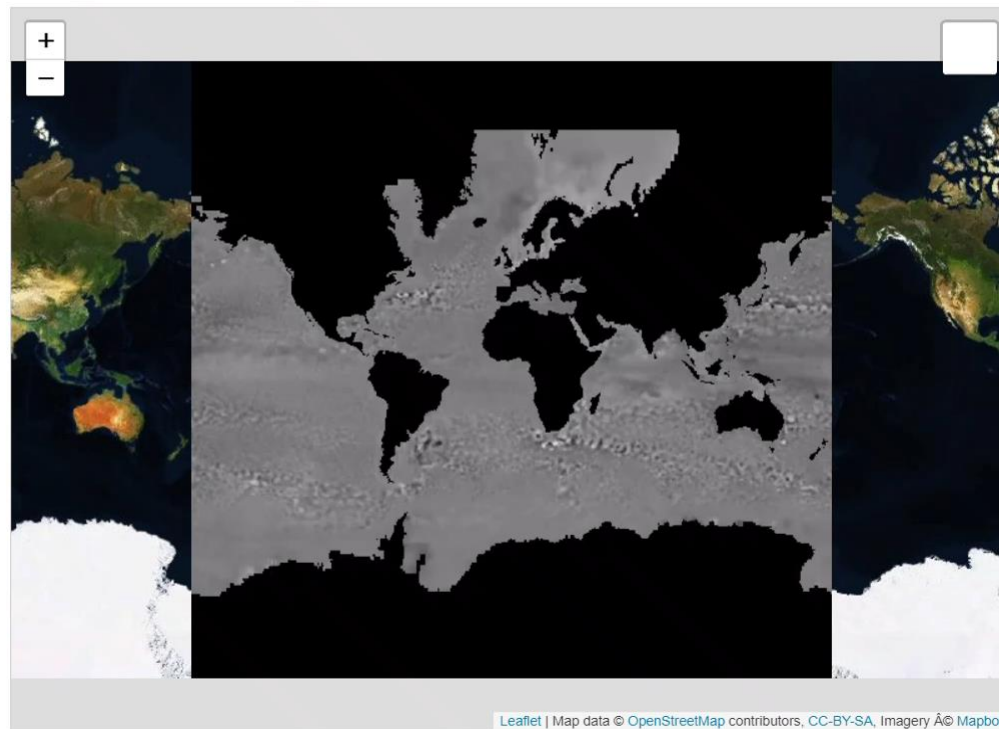 +
−
Leaflet | Map data © OpenStreetMap contributors, CC-BY-SA, Imagery Â© Mapbo